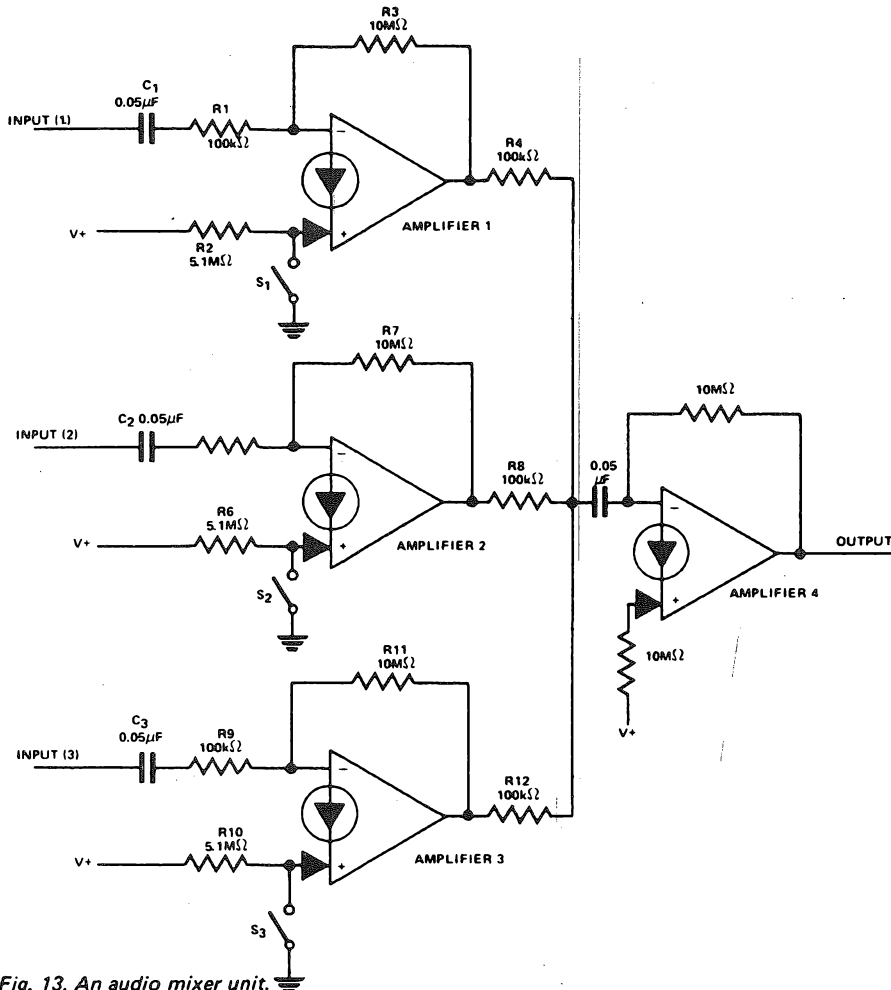 R3
10MΩ
C1
0.05µF
R1
100kΩ
INPUT (1)
−
R4
100kΩ
V+
+
AMPLIFIER 1
R2
5.1MΩ
S1
R7
10MΩ
10MΩ
C2 0.05µF
INPUT (2)
−
R8
100kΩ
0.05
µF
−
R6
5.1MΩ
OUTPUT
V+
+
AMPLIFIER 2
AMPLIFIER 4
+
S2
10MΩ
R11
10MΩ
V+
C3
0.05µF
R9
100kΩ
INPUT (3)
−
R12
100kΩ
R10
5.1MΩ
V+
+
AMPLIFIER 3
S3
Fig. 13. An audio mixer unit.